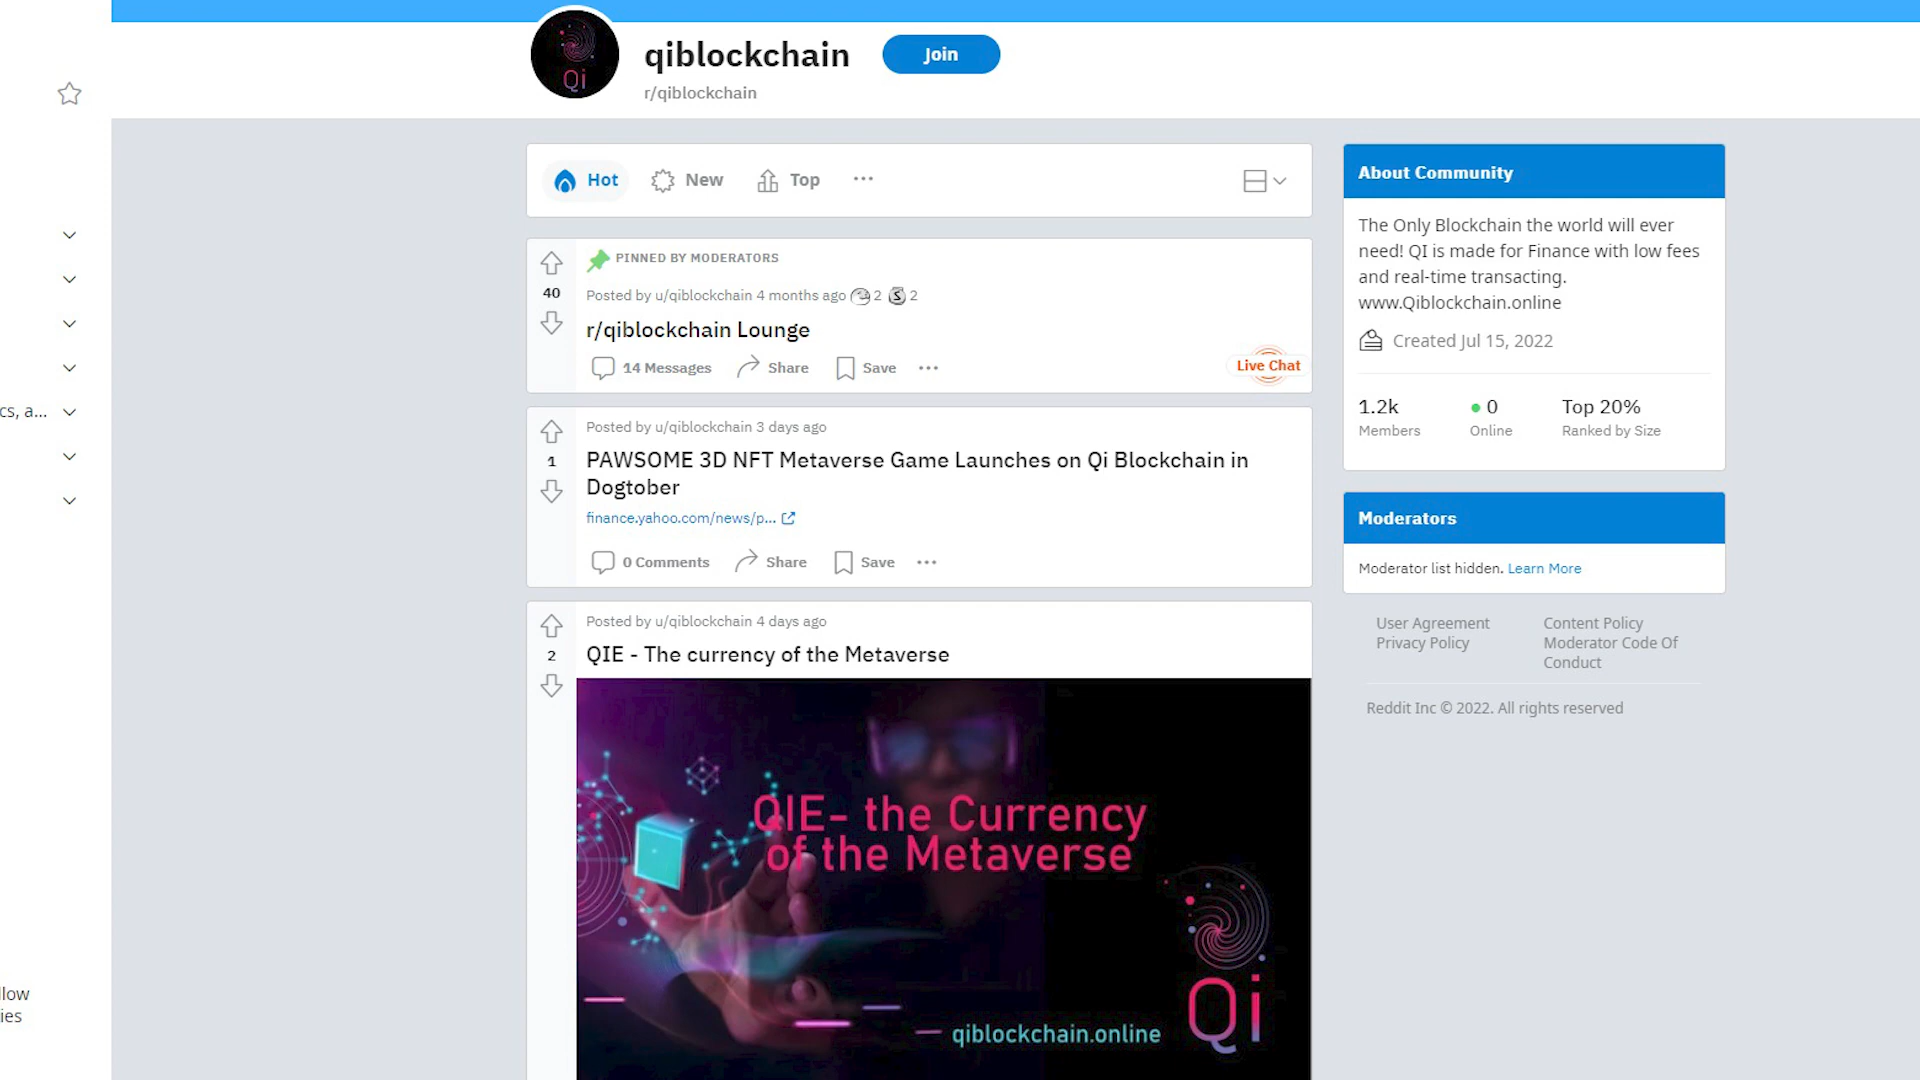 Qi
qiblockchain
Join
r/qiblockchain
Hot
New
Top
PINNED BY MODERATORS
40
Posted by u/qiblockchain 4 months ago 2 S 2
r/qiblockchain Lounge
14 Messages
Share
Save
Live Chat
Posted by u/qiblockchain 3 days ago
1
PAWSOME 3D NFT Metaverse Game Launches on Qi Blockchain in
Dogtober
finance.yahoo.com/news/p...
0 Comments
Share
Save
Posted by u/qiblockchain 4 days ago
2
QIE - The currency of the Metaverse
QIE- the Currency
of the Metaverse
Qi
qiblockchain.online
About Community
The Only Blockchain the world will ever
need! QI is made for Finance with low fees
and real-time transacting.
www.Qiblockchain.online
Created Jul 15, 2022
1.2k
Members
0
Online
Top 20%
Ranked by Size
Moderators
Moderator list hidden. Learn More
User Agreement
Privacy Policy
Content Policy
Moderator Code Of
Conduct
Reddit Inc © 2022. All rights reserved
cs, a...
llow
ies